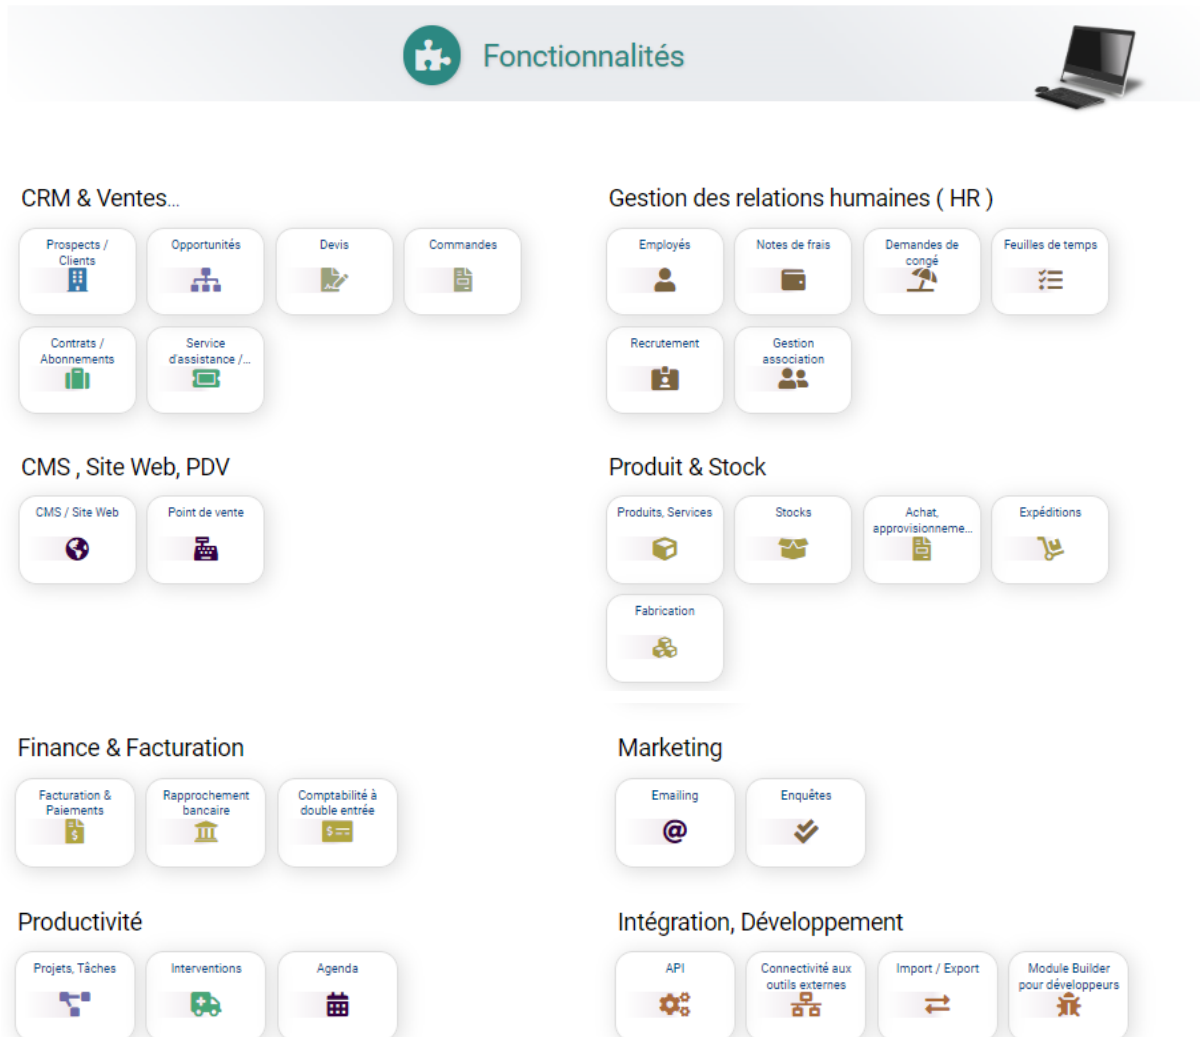 Fonctionnalités
CRM & Ventes...
Prospects /
Clients
Opportunités
Devis
Commandes
Contrats /
Abonnements
Service
d'assistance /...
Gestion des relations humaines ( HR )
Employés
Notes de frais
Demandes de
congé
Feuilles de temps
Recrutement
Gestion
association
CMS , Site Web, PDV
CMS / Site Web
Point de vente
Produit & Stock
Produits, Services
Stocks
Achat,
approvisionneme...
Expéditions
Fabrication
Finance & Facturation
Facturation &
Paiements
Rapprochement
bancaire
Comptabilité à
double entrée
Marketing
Emailing
Enquêtes
Productivité
Projets, Tâches
Interventions
Agenda
Intégration, Développement
API
Connectivité aux
outils externes
Import / Export
Module Builder
pour développeurs